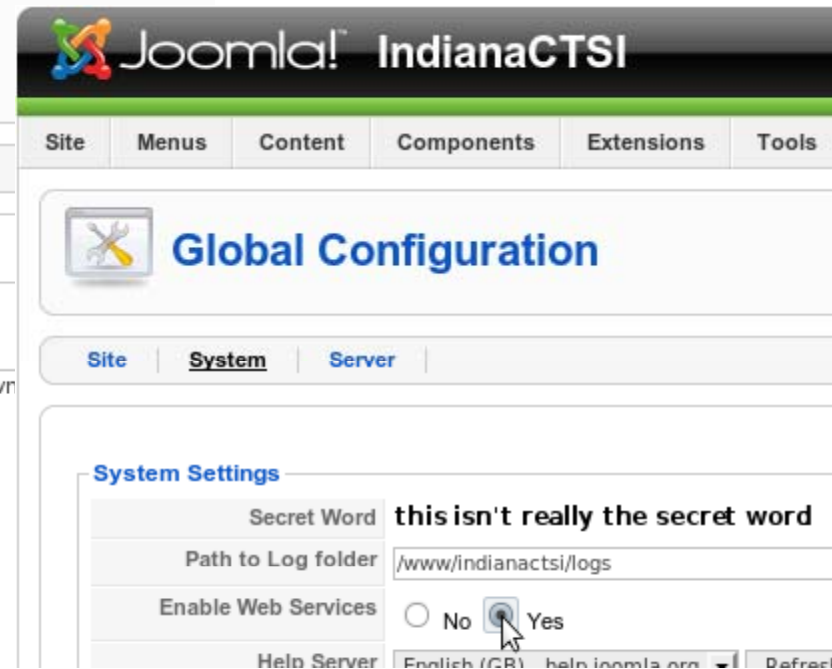 Joomla!™ IndianaCTSI
Site Menus Content Components Extensions Tools
Global Configuration
Site System Server
System Settings
Secret Word this isn't really the secret word
Path to Log folder /www/indianactsi/logs
Enable Web Services No Yes
Help Server English (GB) help.joomla.org